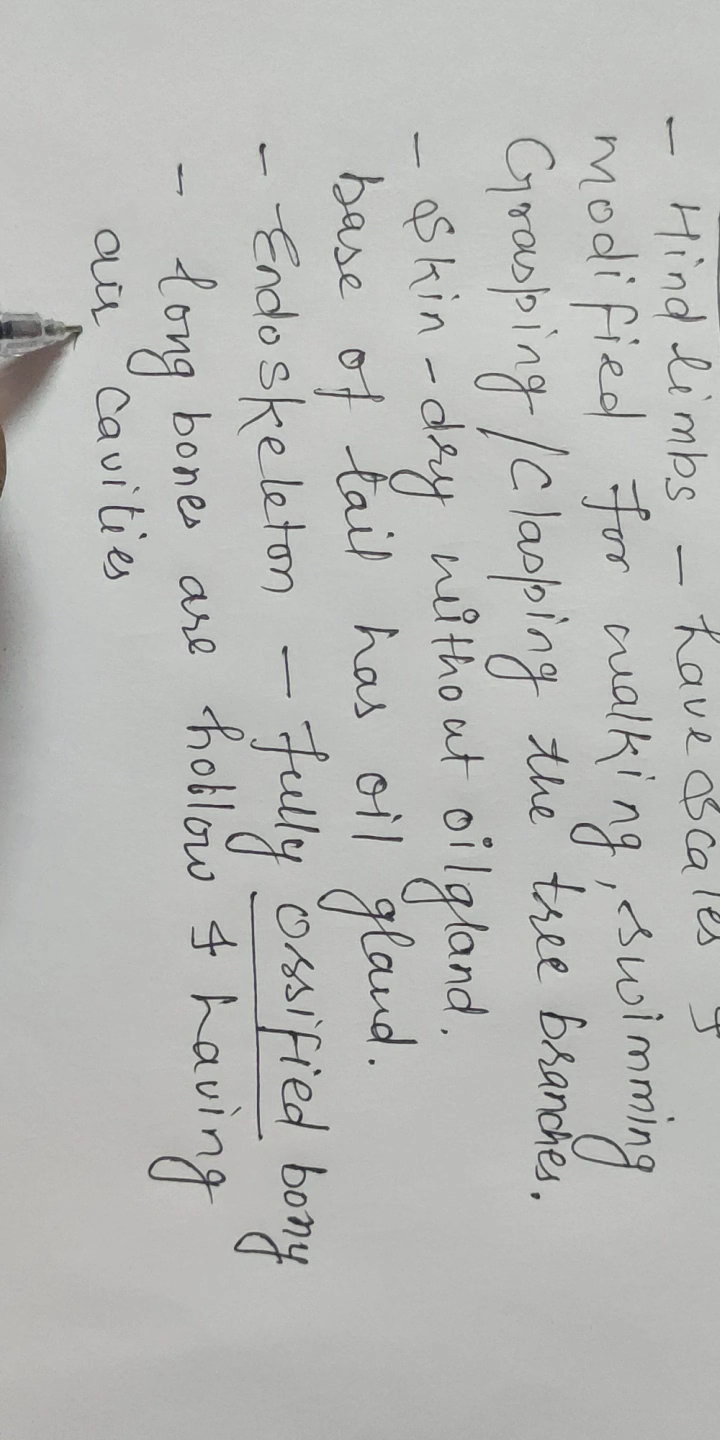 - Hind limbs - have scales &
modified for walking, swimming
Grasping / Clasping the tree branches.
- Skin - dry without oil gland.
base of tail has oil gland.
- Endoskeleton - fully ossified bony
- long bones are hollow & having
air cavities